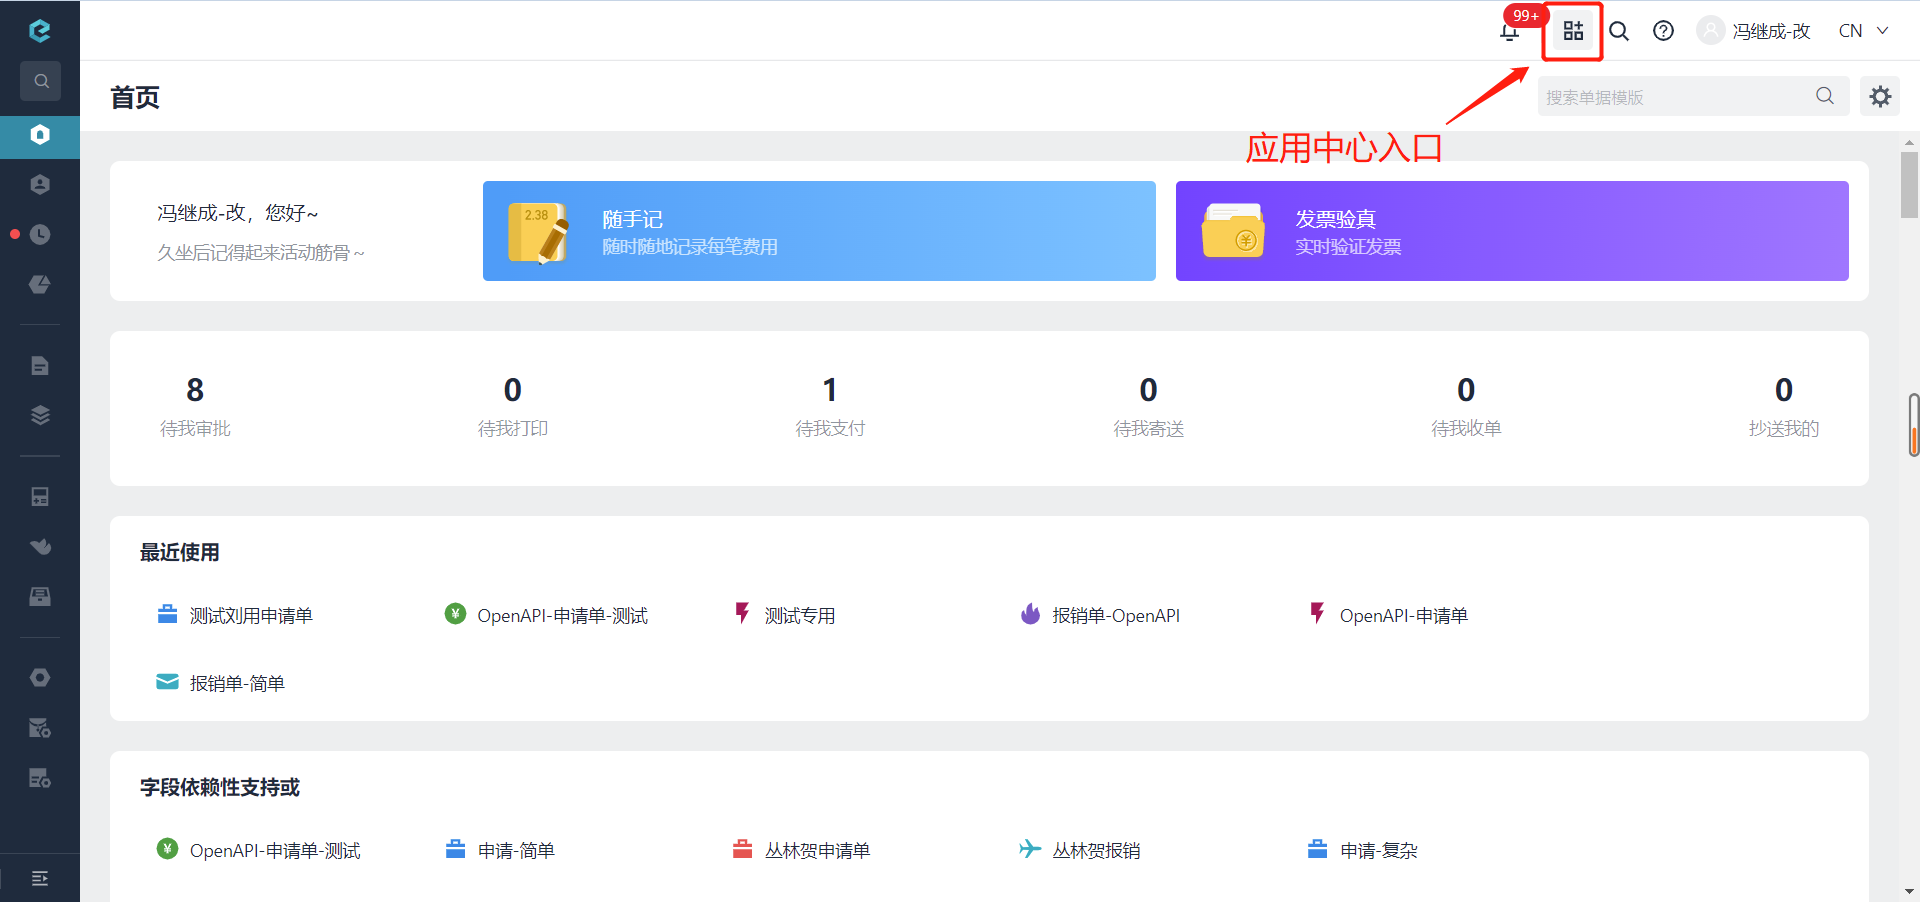 99+
冯继成-改
CN
首页
搜索单据模版
应用中心入口
冯继成-改，您好~
久坐后记得起来活动筋骨 ~
2.38
随手记
随时随地记录每笔费用
发票验真
实时验证发票
8
0
1
0
0
0
待我审批
待我打印
待我支付
待我寄送
待我收单
抄送我的
最近使用
测试刘用申请单
OpenAPI-申请单-测试
测试专用
报销单-OpenAPI
OpenAPI-申请单
报销单-简单
字段依赖性支持或
OpenAPI-申请单-测试
申请-简单
丛林贺申请单
丛林贺报销
申请-复杂